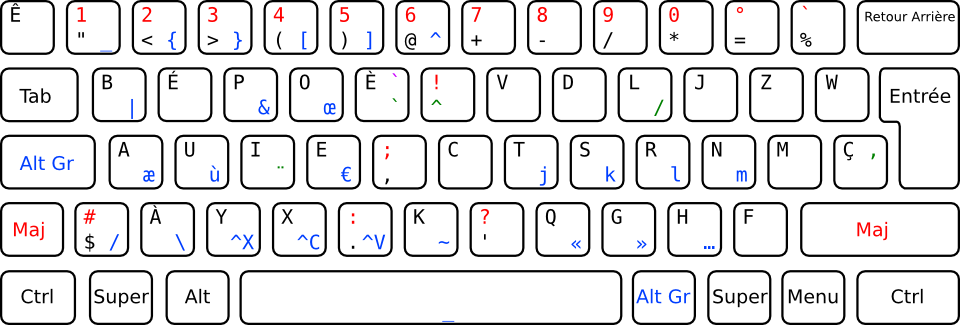 Ê 1 2 3 4 5 6 7 8 9 0 ° ` Retour Arrière
" _ < { > } ( [ ) ] @ ^ + - / * = %
Tab B É P O È ` ! V D L J Z W Entrée
| & œ ` ^ /
Alt Gr A U I E ; C T S R N M Ç ,
æ ù ¨ € , j k l m
Maj # À Y X : K ? Q G H F Maj
$ / \ ^X ^C . ^V ~ ' « » …
Ctrl Super Alt _ Alt Gr Super Menu Ctrl